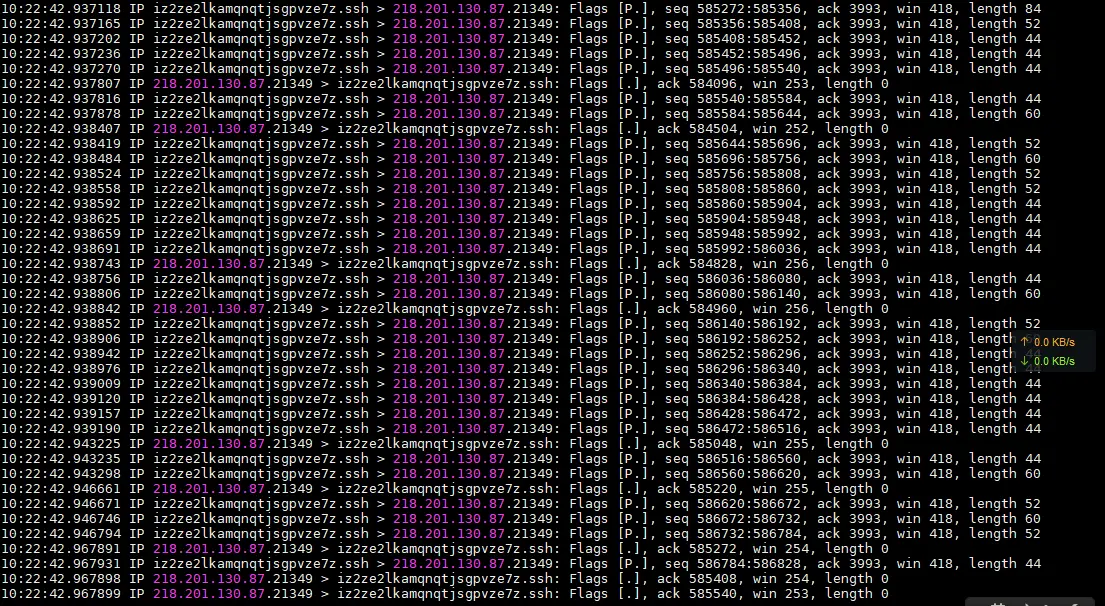 10:22:42.937118 IP iz2ze2lkamqnqtjsgpvze7z.ssh > 218.201.130.87.21349: Flags [P.], seq 585272:585356, ack 3993, win 418, length 84
10:22:42.937165 IP iz2ze2lkamqnqtjsgpvze7z.ssh > 218.201.130.87.21349: Flags [P.], seq 585356:585408, ack 3993, win 418, length 52
10:22:42.937202 IP iz2ze2lkamqnqtjsgpvze7z.ssh > 218.201.130.87.21349: Flags [P.], seq 585408:585452, ack 3993, win 418, length 44
10:22:42.937236 IP iz2ze2lkamqnqtjsgpvze7z.ssh > 218.201.130.87.21349: Flags [P.], seq 585452:585496, ack 3993, win 418, length 44
10:22:42.937270 IP iz2ze2lkamqnqtjsgpvze7z.ssh > 218.201.130.87.21349: Flags [P.], seq 585496:585540, ack 3993, win 418, length 44
10:22:42.937807 IP 218.201.130.87.21349 > iz2ze2lkamqnqtjsgpvze7z.ssh: Flags [.], ack 584096, win 253, length 0
10:22:42.937816 IP iz2ze2lkamqnqtjsgpvze7z.ssh > 218.201.130.87.21349: Flags [P.], seq 585540:585584, ack 3993, win 418, length 44
10:22:42.937878 IP iz2ze2lkamqnqtjsgpvze7z.ssh > 218.201.130.87.21349: Flags [P.], seq 585584:585644, ack 3993, win 418, length 60
10:22:42.938407 IP 218.201.130.87.21349 > iz2ze2lkamqnqtjsgpvze7z.ssh: Flags [.], ack 584504, win 252, length 0
10:22:42.938419 IP iz2ze2lkamqnqtjsgpvze7z.ssh > 218.201.130.87.21349: Flags [P.], seq 585644:585696, ack 3993, win 418, length 52
10:22:42.938484 IP iz2ze2lkamqnqtjsgpvze7z.ssh > 218.201.130.87.21349: Flags [P.], seq 585696:585756, ack 3993, win 418, length 60
10:22:42.938524 IP iz2ze2lkamqnqtjsgpvze7z.ssh > 218.201.130.87.21349: Flags [P.], seq 585756:585808, ack 3993, win 418, length 52
10:22:42.938558 IP iz2ze2lkamqnqtjsgpvze7z.ssh > 218.201.130.87.21349: Flags [P.], seq 585808:585860, ack 3993, win 418, length 52
10:22:42.938592 IP iz2ze2lkamqnqtjsgpvze7z.ssh > 218.201.130.87.21349: Flags [P.], seq 585860:585904, ack 3993, win 418, length 44
10:22:42.938625 IP iz2ze2lkamqnqtjsgpvze7z.ssh > 218.201.130.87.21349: Flags [P.], seq 585904:585948, ack 3993, win 418, length 44
10:22:42.938659 IP iz2ze2lkamqnqtjsgpvze7z.ssh > 218.201.130.87.21349: Flags [P.], seq 585948:585992, ack 3993, win 418, length 44
10:22:42.938691 IP iz2ze2lkamqnqtjsgpvze7z.ssh > 218.201.130.87.21349: Flags [P.], seq 585992:586036, ack 3993, win 418, length 44
10:22:42.938743 IP 218.201.130.87.21349 > iz2ze2lkamqnqtjsgpvze7z.ssh: Flags [.], ack 584828, win 256, length 0
10:22:42.938756 IP iz2ze2lkamqnqtjsgpvze7z.ssh > 218.201.130.87.21349: Flags [P.], seq 586036:586080, ack 3993, win 418, length 44
10:22:42.938806 IP iz2ze2lkamqnqtjsgpvze7z.ssh > 218.201.130.87.21349: Flags [P.], seq 586080:586140, ack 3993, win 418, length 60
10:22:42.938842 IP 218.201.130.87.21349 > iz2ze2lkamqnqtjsgpvze7z.ssh: Flags [.], ack 584960, win 256, length 0
10:22:42.938852 IP iz2ze2lkamqnqtjsgpvze7z.ssh > 218.201.130.87.21349: Flags [P.], seq 586140:586192, ack 3993, win 418, length 52
10:22:42.938906 IP iz2ze2lkamqnqtjsgpvze7z.ssh > 218.201.130.87.21349: Flags [P.], seq 586192:586252, ack 3993, win 418, length
↑ 0.0 KB/s
10:22:42.938942 IP iz2ze2lkamqnqtjsgpvze7z.ssh > 218.201.130.87.21349: Flags [P.], seq 586252:586296, ack 3993, win 418, length 44
↓ 0.0 KB/s
10:22:42.938976 IP iz2ze2lkamqnqtjsgpvze7z.ssh > 218.201.130.87.21349: Flags [P.], seq 586296:586340, ack 3993, win 418, length 44
10:22:42.939009 IP iz2ze2lkamqnqtjsgpvze7z.ssh > 218.201.130.87.21349: Flags [P.], seq 586340:586384, ack 3993, win 418, length 44
10:22:42.939120 IP iz2ze2lkamqnqtjsgpvze7z.ssh > 218.201.130.87.21349: Flags [P.], seq 586384:586428, ack 3993, win 418, length 44
10:22:42.939157 IP iz2ze2lkamqnqtjsgpvze7z.ssh > 218.201.130.87.21349: Flags [P.], seq 586428:586472, ack 3993, win 418, length 44
10:22:42.939190 IP iz2ze2lkamqnqtjsgpvze7z.ssh > 218.201.130.87.21349: Flags [P.], seq 586472:586516, ack 3993, win 418, length 44
10:22:42.943225 IP 218.201.130.87.21349 > iz2ze2lkamqnqtjsgpvze7z.ssh: Flags [.], ack 585048, win 255, length 0
10:22:42.943235 IP iz2ze2lkamqnqtjsgpvze7z.ssh > 218.201.130.87.21349: Flags [P.], seq 586516:586560, ack 3993, win 418, length 44
10:22:42.943298 IP iz2ze2lkamqnqtjsgpvze7z.ssh > 218.201.130.87.21349: Flags [P.], seq 586560:586620, ack 3993, win 418, length 60
10:22:42.946661 IP 218.201.130.87.21349 > iz2ze2lkamqnqtjsgpvze7z.ssh: Flags [.], ack 585220, win 255, length 0
10:22:42.946671 IP iz2ze2lkamqnqtjsgpvze7z.ssh > 218.201.130.87.21349: Flags [P.], seq 586620:586672, ack 3993, win 418, length 52
10:22:42.946746 IP iz2ze2lkamqnqtjsgpvze7z.ssh > 218.201.130.87.21349: Flags [P.], seq 586672:586732, ack 3993, win 418, length 60
10:22:42.946794 IP iz2ze2lkamqnqtjsgpvze7z.ssh > 218.201.130.87.21349: Flags [P.], seq 586732:586784, ack 3993, win 418, length 52
10:22:42.967891 IP 218.201.130.87.21349 > iz2ze2lkamqnqtjsgpvze7z.ssh: Flags [.], ack 585272, win 254, length 0
10:22:42.967931 IP iz2ze2lkamqnqtjsgpvze7z.ssh > 218.201.130.87.21349: Flags [P.], seq 586784:586828, ack 3993, win 418, length 44
10:22:42.967898 IP 218.201.130.87.21349 > iz2ze2lkamqnqtjsgpvze7z.ssh: Flags [.], ack 585408, win 254, length 0
10:22:42.967899 IP 218.201.130.87.21349 > iz2ze2lkamqnqtjsgpvze7z.ssh: Flags [.], ack 585540, win 253, length 0